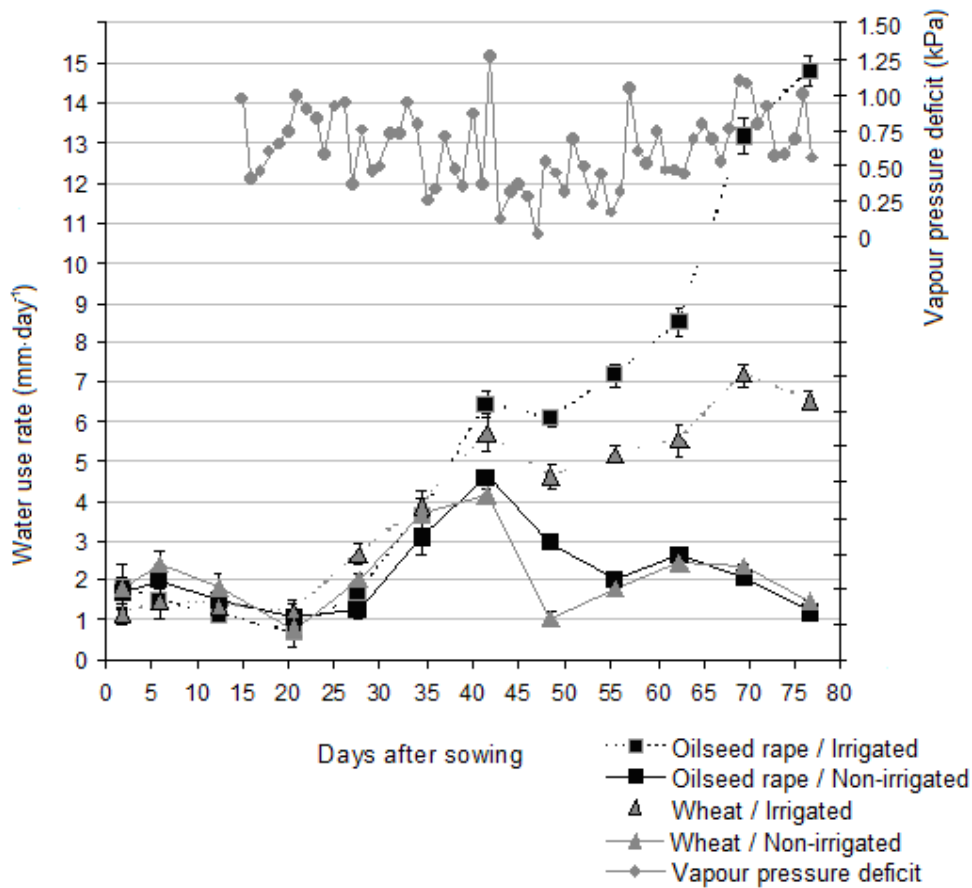 1.50
15
1.25
14
1.00
13
0.75
12
0.50
11
0.25
10
0
9
8
7
6
5
4
3
2
1
0
Water use rate (mm·day⁻¹)
Vapour pressure deficit (kPa)
0 5 10 15 20 25 30 35 40 45 50 55 60 65 70 75 80
Days after sowing
Oilseed rape / Irrigated
Oilseed rape / Non-irrigated
Wheat / Irrigated
Wheat / Non-irrigated
Vapour pressure deficit